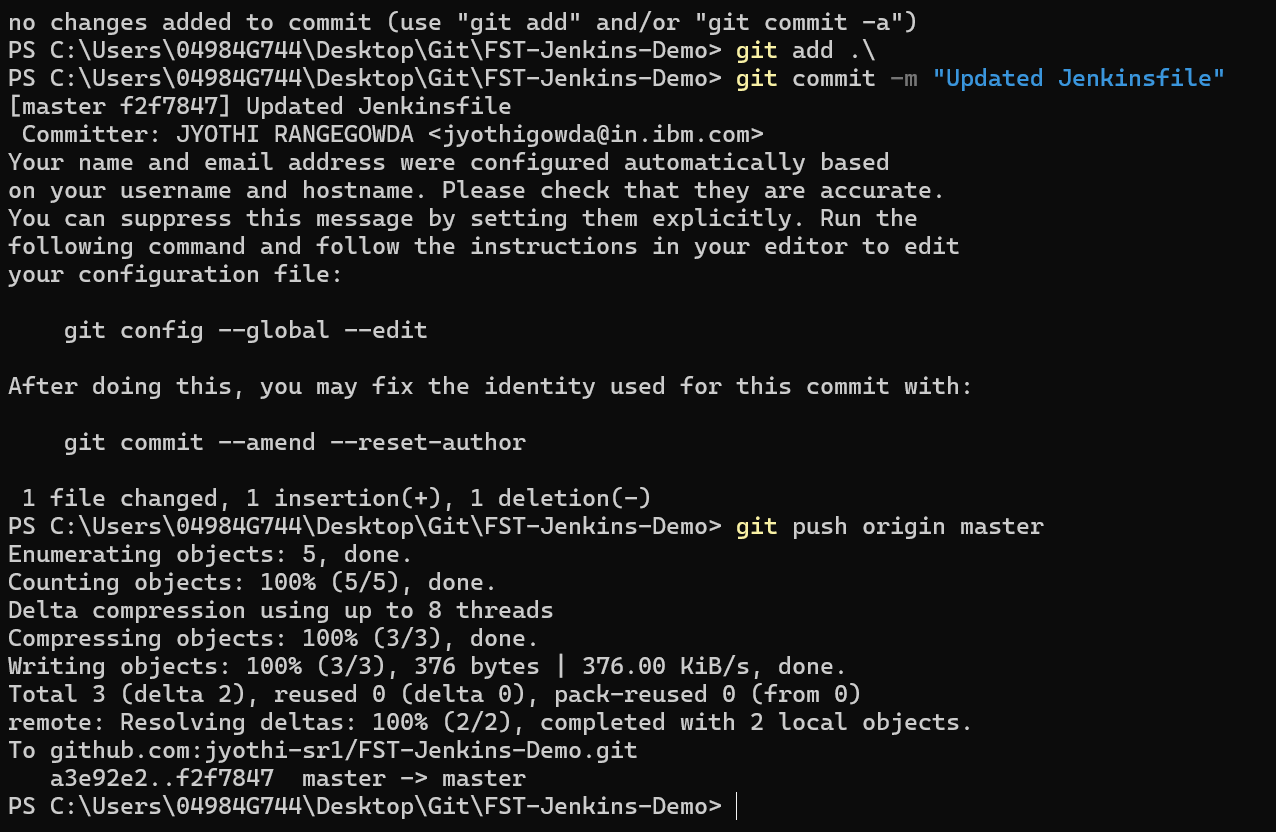 no changes added to commit (use "git add" and/or "git commit -a")
PS C:\Users\04984G744\Desktop\Git\FST-Jenkins-Demo> git add .\
PS C:\Users\04984G744\Desktop\Git\FST-Jenkins-Demo> git commit -m "Updated Jenkinsfile"
[master f2f7847] Updated Jenkinsfile
 Committer: JYOTHI RANGEGOWDA <jyothigowda@in.ibm.com>
Your name and email address were configured automatically based
on your username and hostname. Please check that they are accurate.
You can suppress this message by setting them explicitly. Run the
following command and follow the instructions in your editor to edit
your configuration file:

    git config --global --edit

After doing this, you may fix the identity used for this commit with:

    git commit --amend --reset-author

 1 file changed, 1 insertion(+), 1 deletion(-)
PS C:\Users\04984G744\Desktop\Git\FST-Jenkins-Demo> git push origin master
Enumerating objects: 5, done.
Counting objects: 100% (5/5), done.
Delta compression using up to 8 threads
Compressing objects: 100% (3/3), done.
Writing objects: 100% (3/3), 376 bytes | 376.00 KiB/s, done.
Total 3 (delta 2), reused 0 (delta 0), pack-reused 0 (from 0)
remote: Resolving deltas: 100% (2/2), completed with 2 local objects.
To github.com:jyothi-sr1/FST-Jenkins-Demo.git
   a3e92e2..f2f7847  master -> master
PS C:\Users\04984G744\Desktop\Git\FST-Jenkins-Demo>